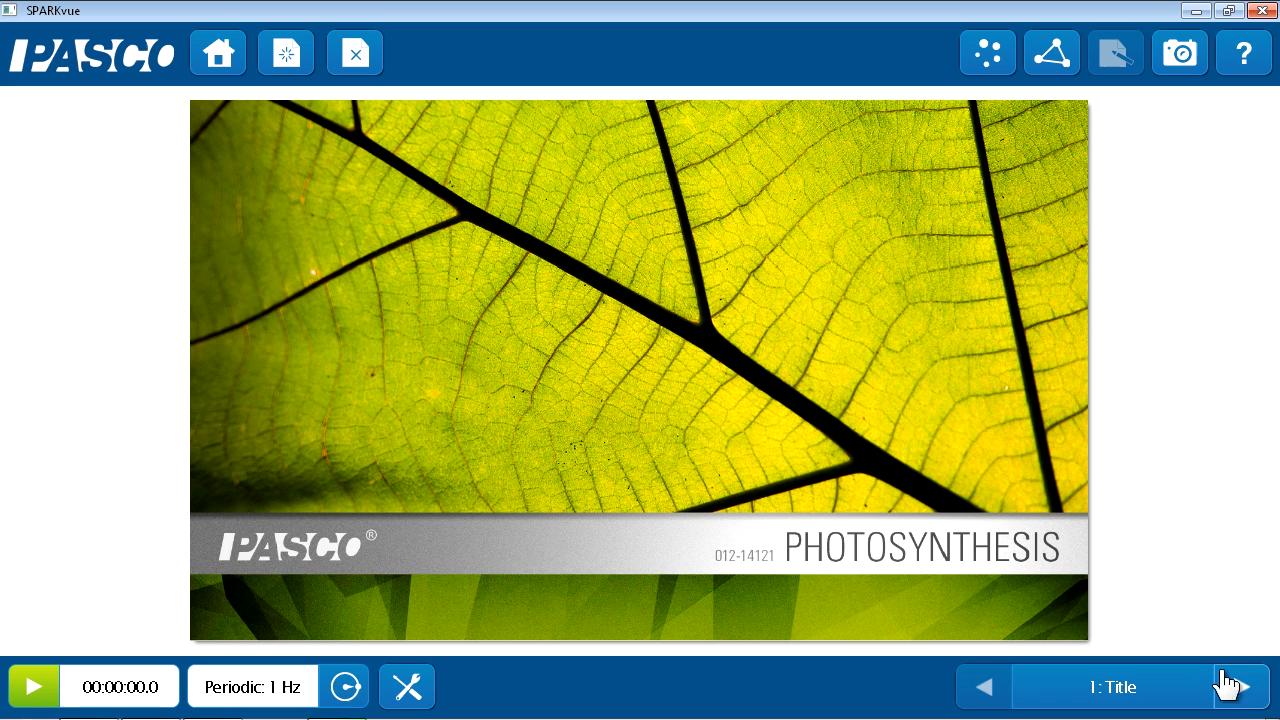 SPARKvue
PASCO
?
PASCO®
012-14121 PHOTOSYNTHESIS
00:00:00.0
Periodic: 1 Hz
1: Title